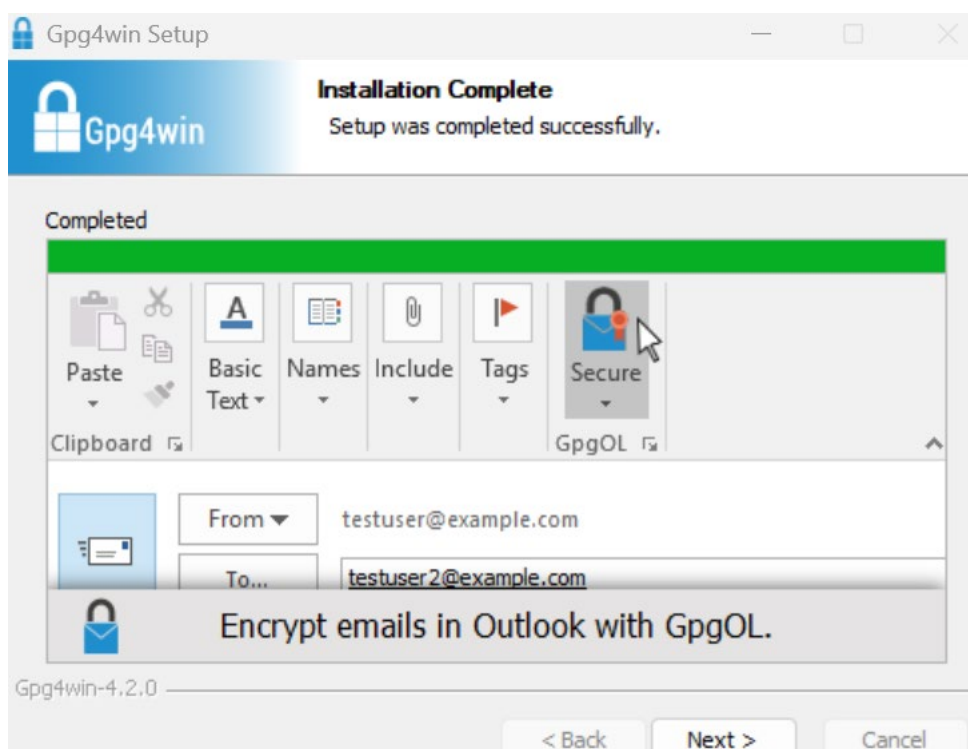 Gpg4win Setup
Gpg4win
Installation Complete
Setup was completed successfully.
Completed
Paste
Basic Text
Names
Include
Tags
Secure
Clipboard
GpgOL
From
testuser@example.com
To...
testuser2@example.com
Encrypt emails in Outlook with GpgOL.
Gpg4win-4.2.0
< Back
Next >
Cancel